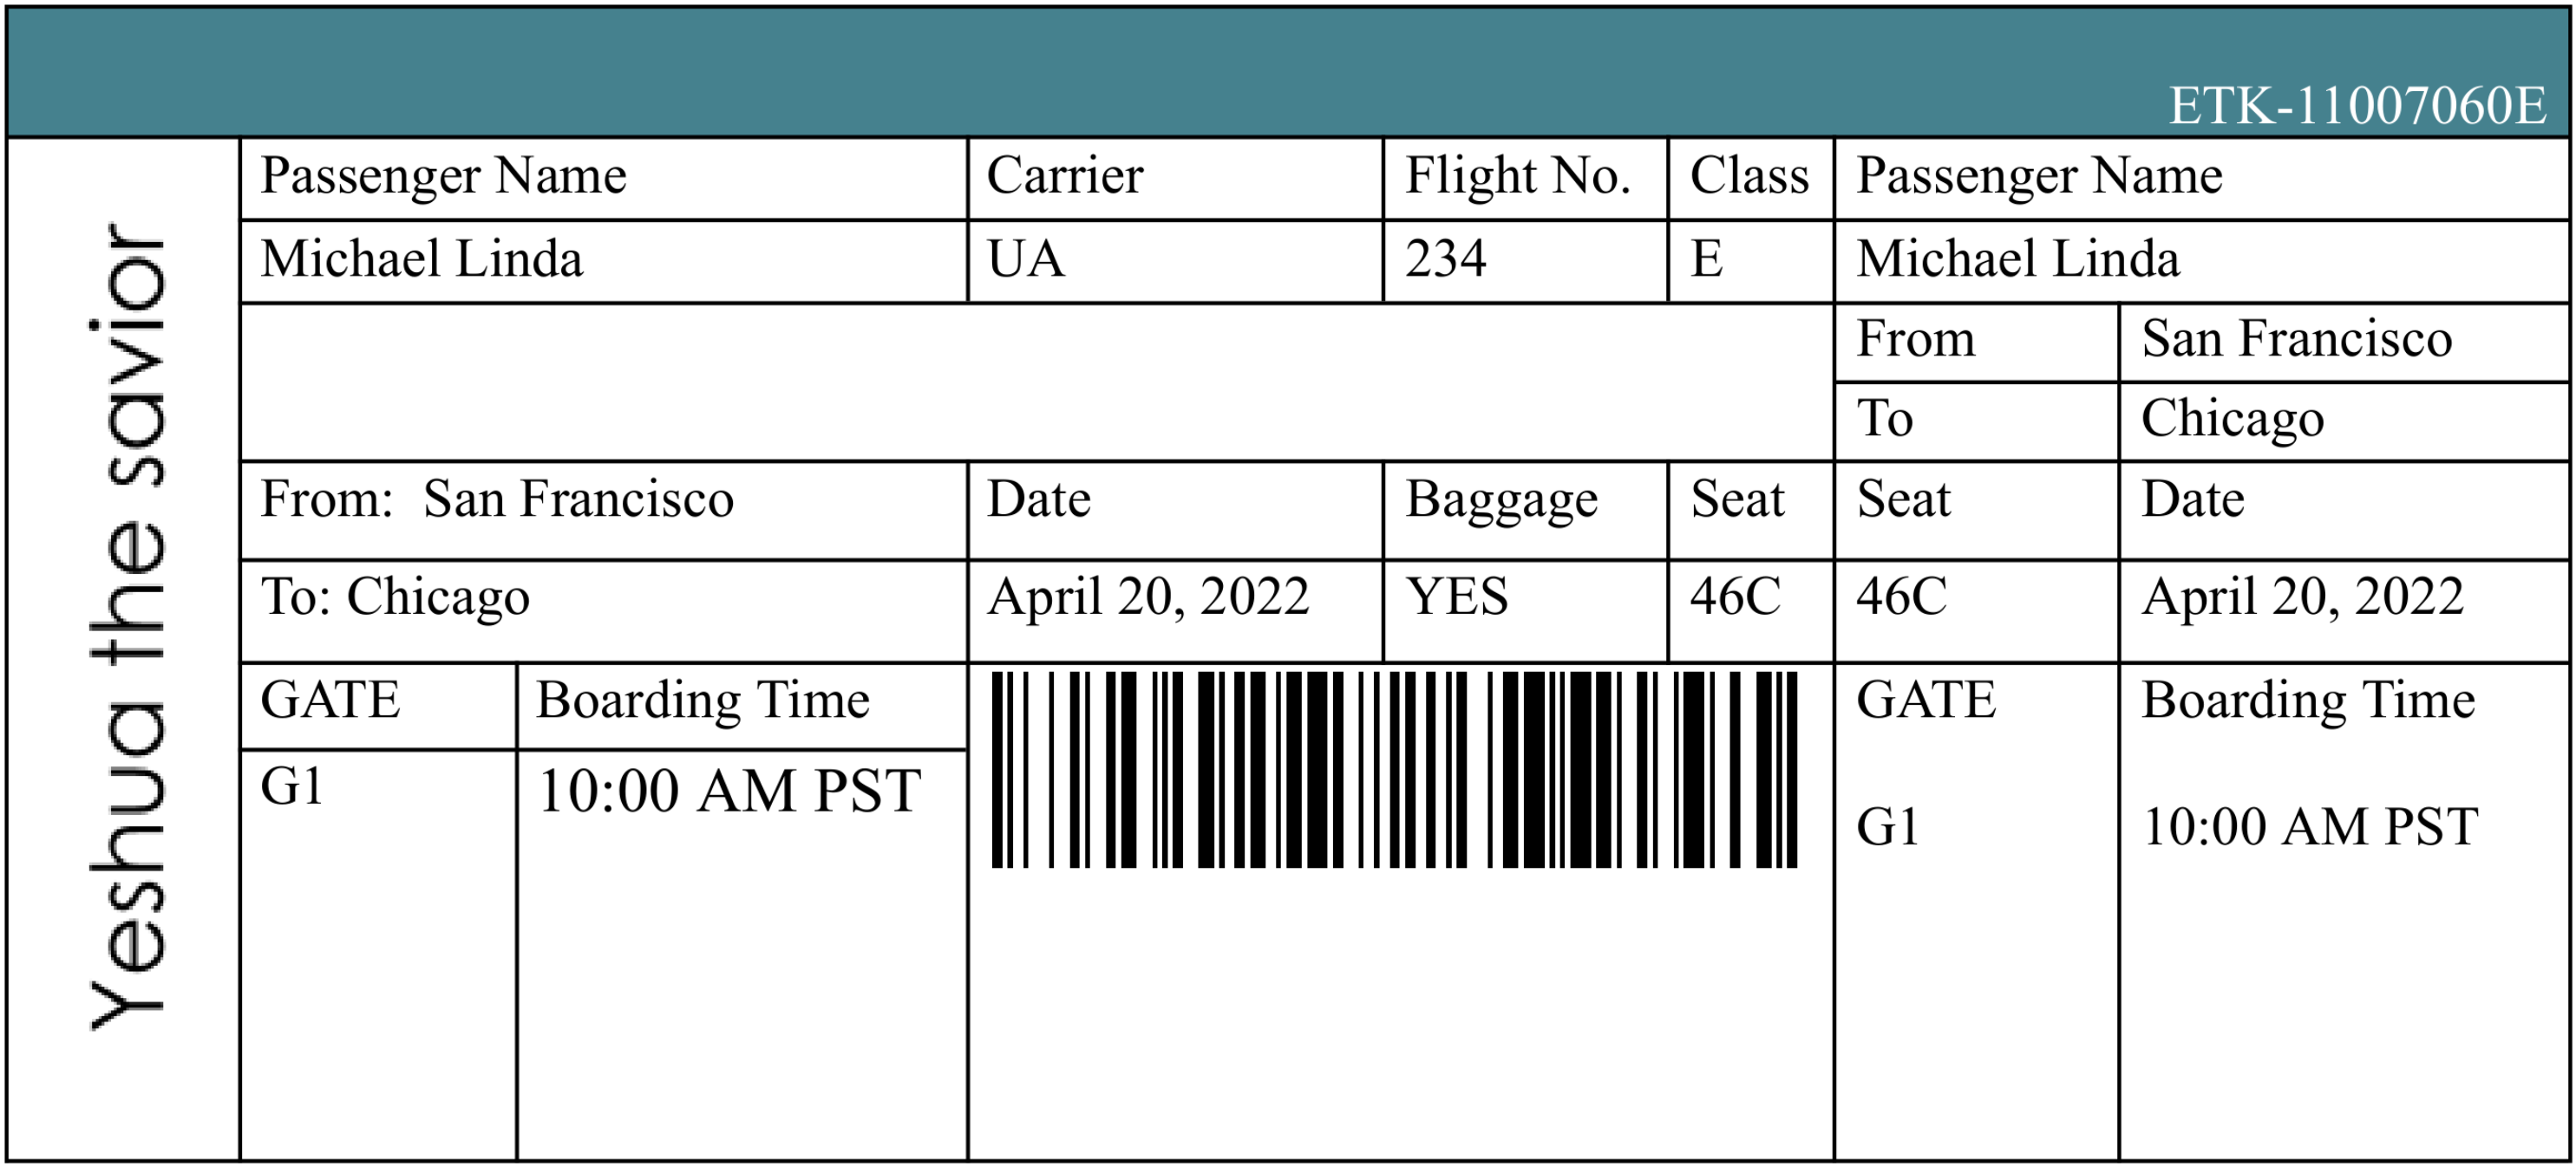 ETK-11007060E
Yeshua the savior
Passenger Name Carrier Flight No. Class Passenger Name
Michael Linda UA 234 E Michael Linda
From San Francisco
To Chicago
From: San Francisco Date Baggage Seat Seat Date
To: Chicago April 20, 2022 YES 46C 46C April 20, 2022
GATE Boarding Time GATE Boarding Time
G1 10:00 AM PST G1 10:00 AM PST